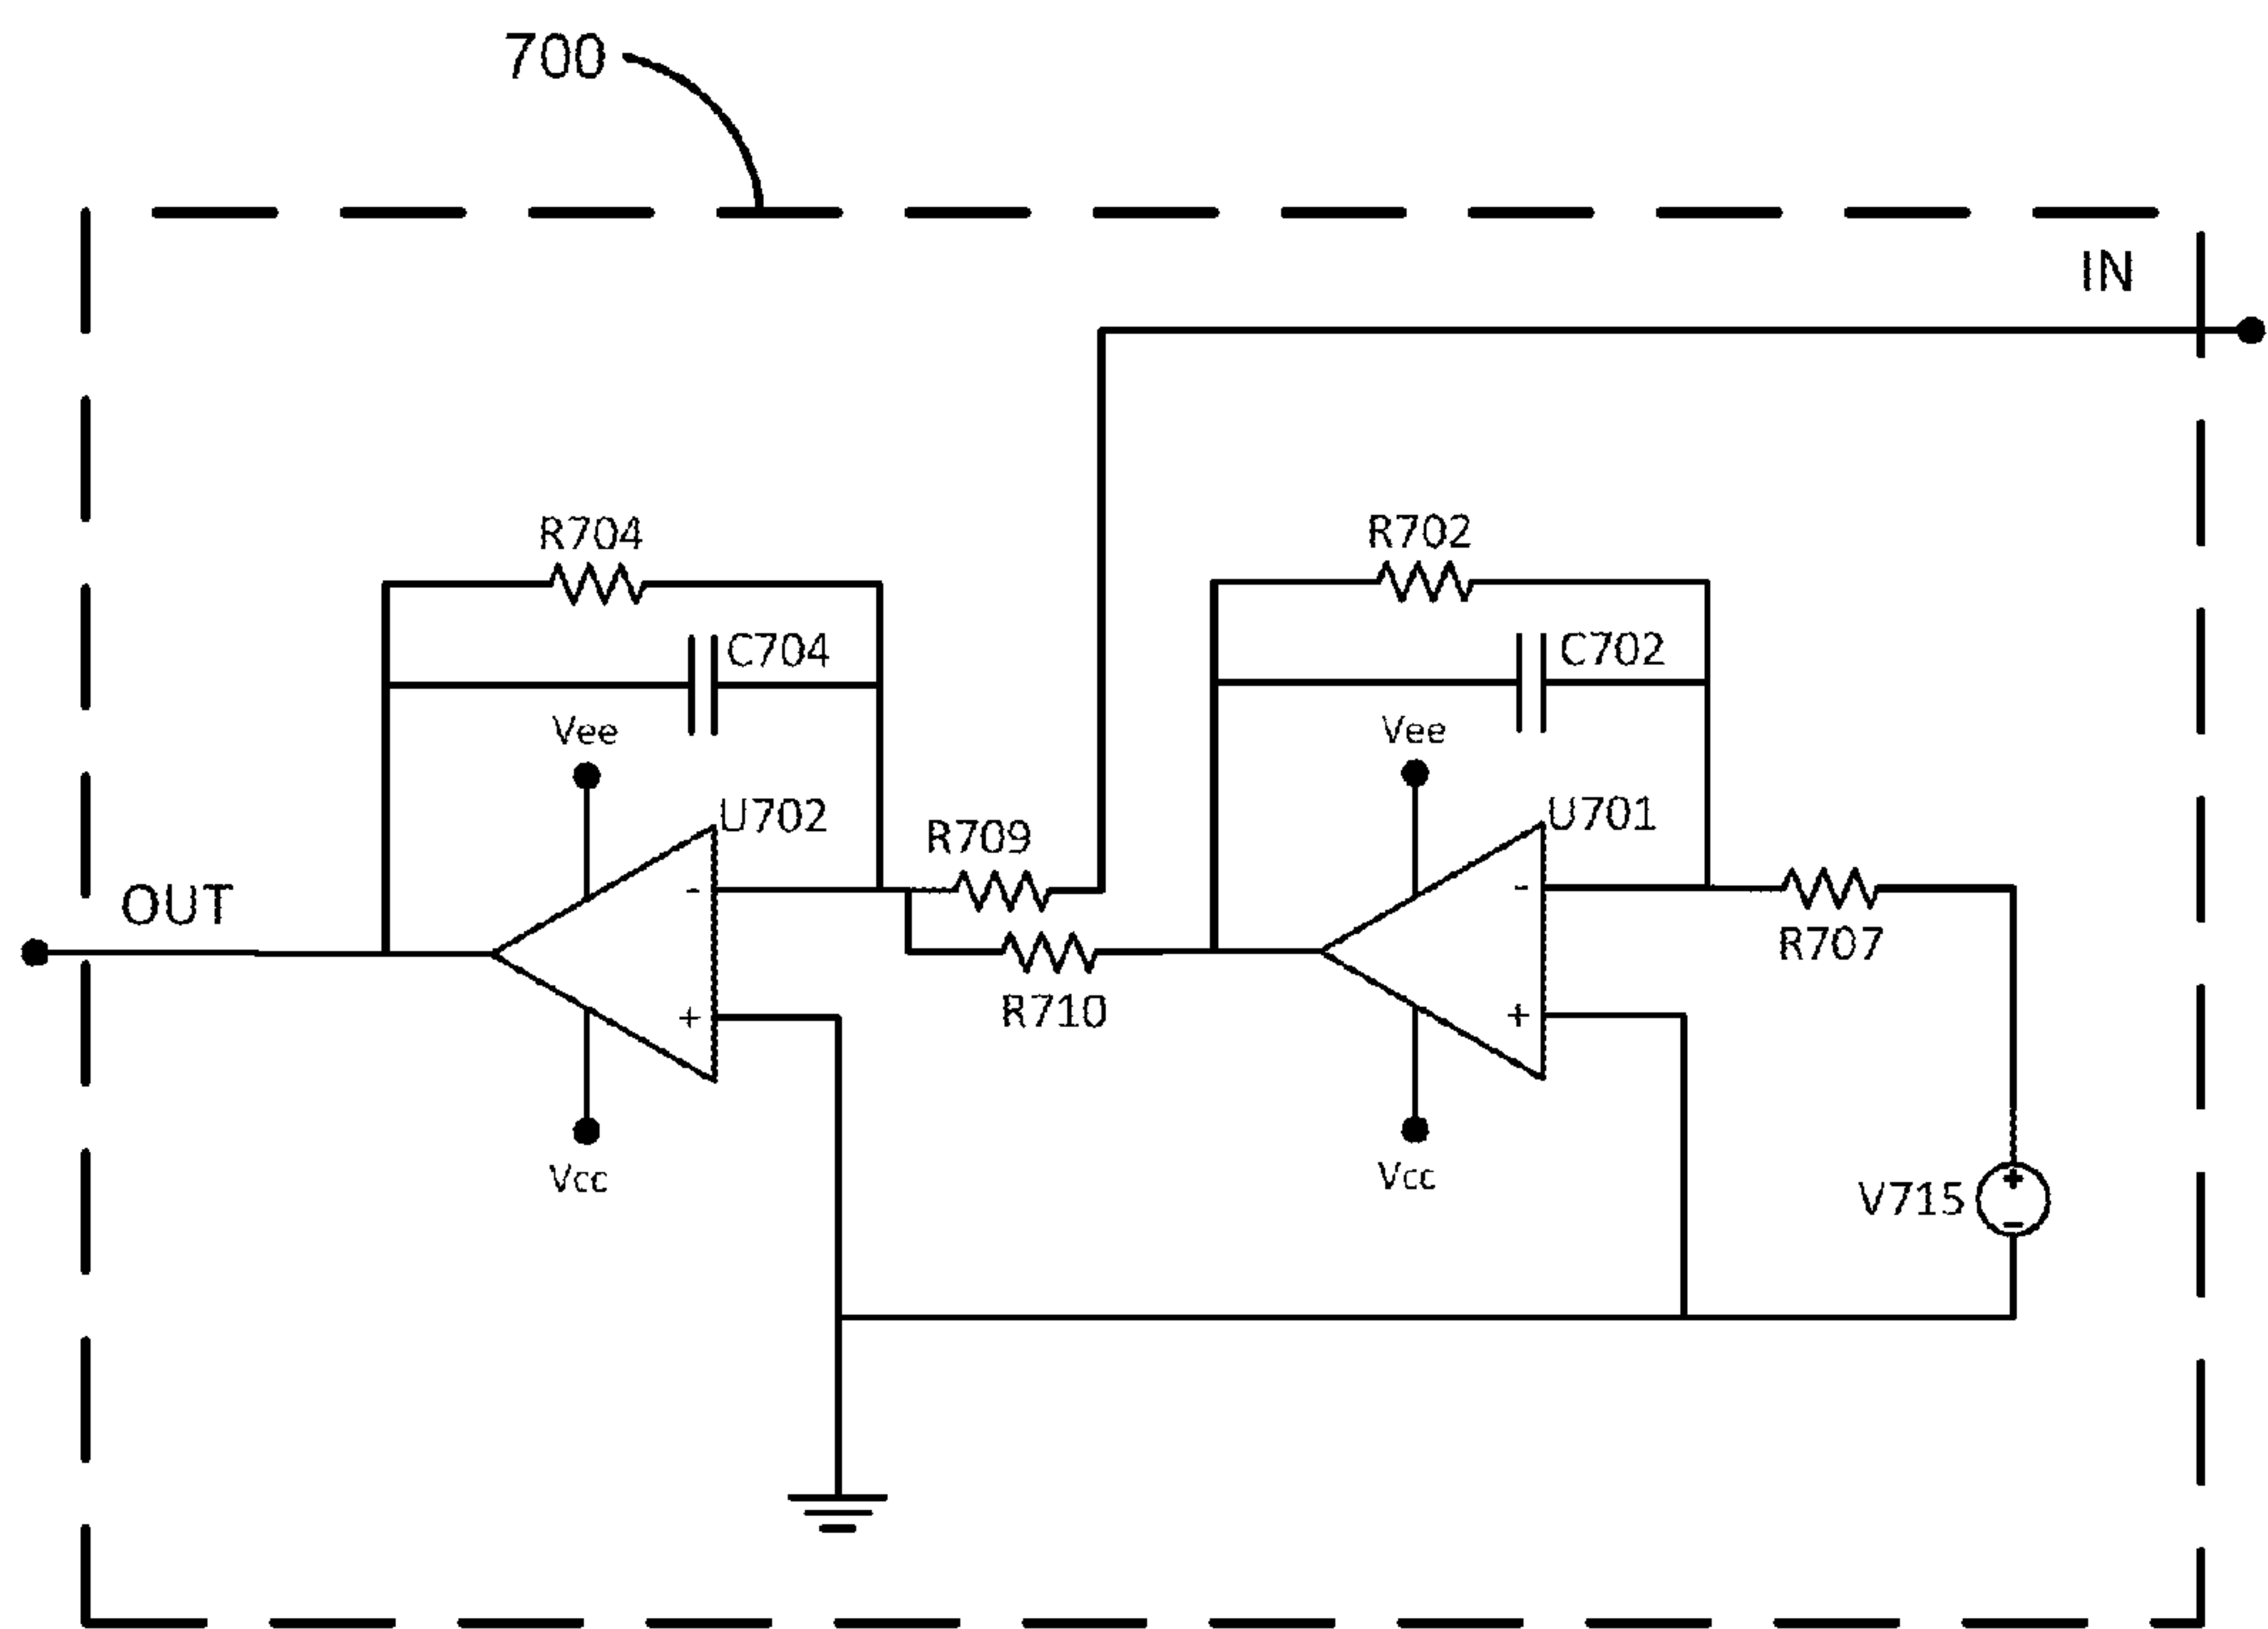 700
IN
R704
R702
C704
C702
Vee
Vee
U702
U701
R709
OUT
-
-
R707
R710
+
+
Vcc
Vcc
V715
+
-